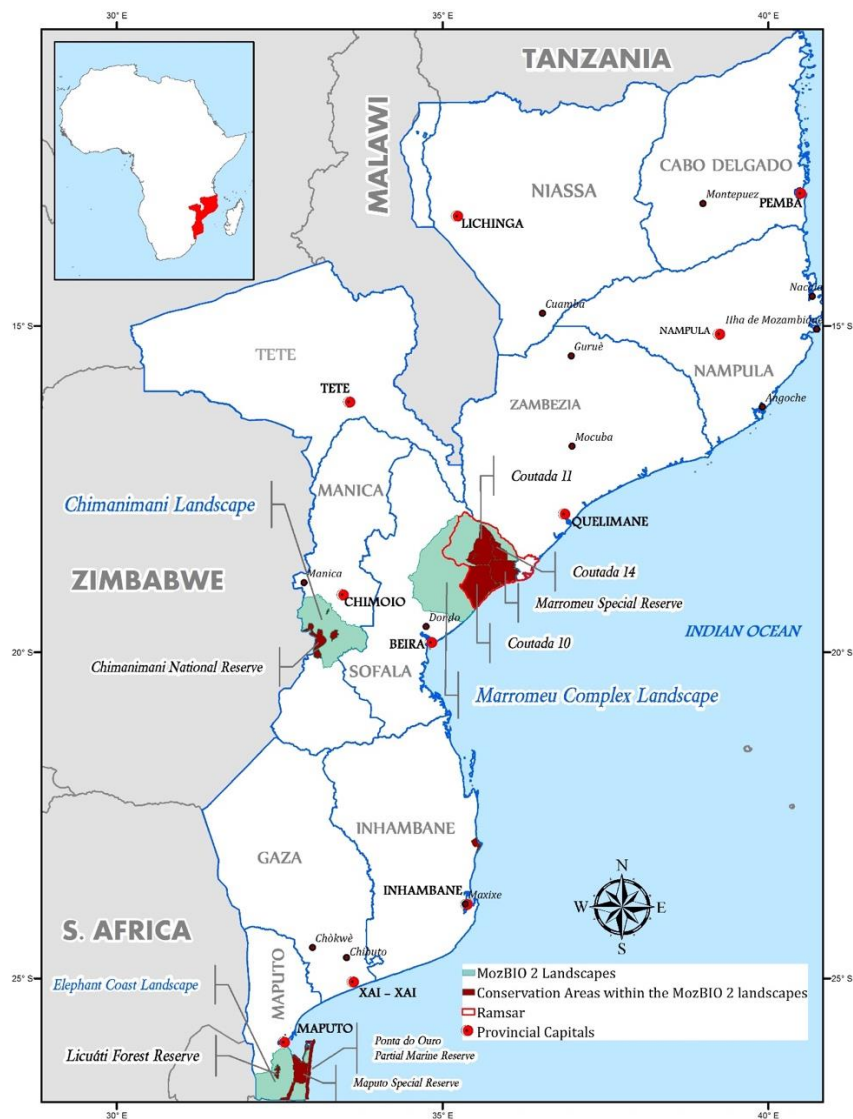 30° E
35° E
40° E
TANZANIA
MALAWI
CABO DELGADO
NIASSA
Montepuez
PEMBA
LICHINGA
Nacala
Cuamba
Ilha de Mozambique
15° S
15° S
NAMPULA
Guruè
TETE
NAMPULA
TETE
ZAMBEZIA
Angoche
Mocuba
Coutada 11
MANICA
Chimanimani Landscape
QUELIMANE
ZIMBABWE
Manica
Coutada 14
CHIMOIO
Marromeu Special Reserve
Dondo
INDIAN OCEAN
BEIRA
Coutada 10
20° S
20° S
Chimanimani National Reserve
SOFALA
Marromeu Complex Landscape
INHAMBANE
GAZA
INHAMBANE
Maxixe
N
W
E
S
S. AFRICA
Chòkwè
Chibuto
25° S
25° S
Elephant Coast Landscape
MAPUTO
XAI - XAI
MozBIO 2 Landscapes
Conservation Areas within the MozBIO 2 landscapes
Ramsar
Provincial Capitals
MAPUTO
Licuáti Forest Reserve
Ponta do Ouro
Partial Marine Reserve
Maputo Special Reserve
30° E
35° E
40° E